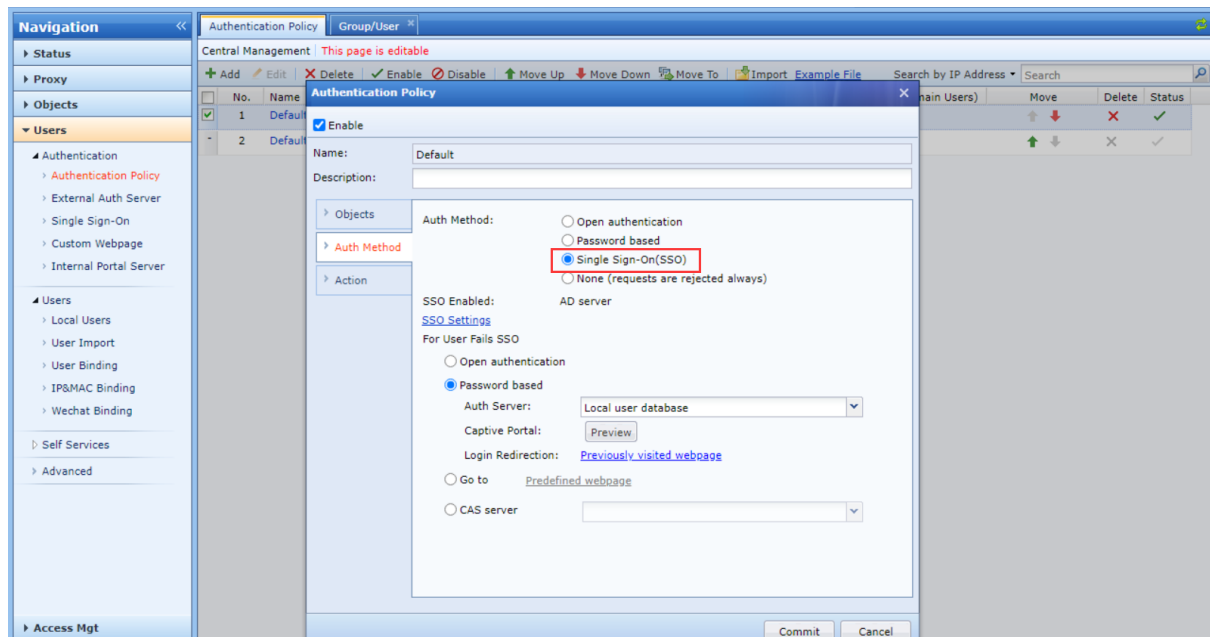 Navigation
Status
Proxy
Objects
Users
Authentication
Authentication Policy
External Auth Server
Single Sign-On
Custom Webpage
Internal Portal Server
Users
Local Users
User Import
User Binding
IP&MAC Binding
Wechat Binding
Self Services
Advanced
Access Mgt
Authentication Policy Group/User
Central Management This page is editable
Add Edit Delete Enable Disable Move Up Move Down Move To Import Example File Search by IP Address Search
No. Name main Users) Move Delete Status
1 Default
2 Default
Authentication Policy
Enable
Name: Default
Description:
Objects
Auth Method
Action
Auth Method: Open authentication
Password based
Single Sign-On(SSO)
None (requests are rejected always)
SSO Enabled: AD server
SSO Settings
For User Fails SSO
Open authentication
Password based
Auth Server: Local user database
Captive Portal: Preview
Login Redirection: Previously visited webpage
Go to Predefined webpage
CAS server
Commit Cancel